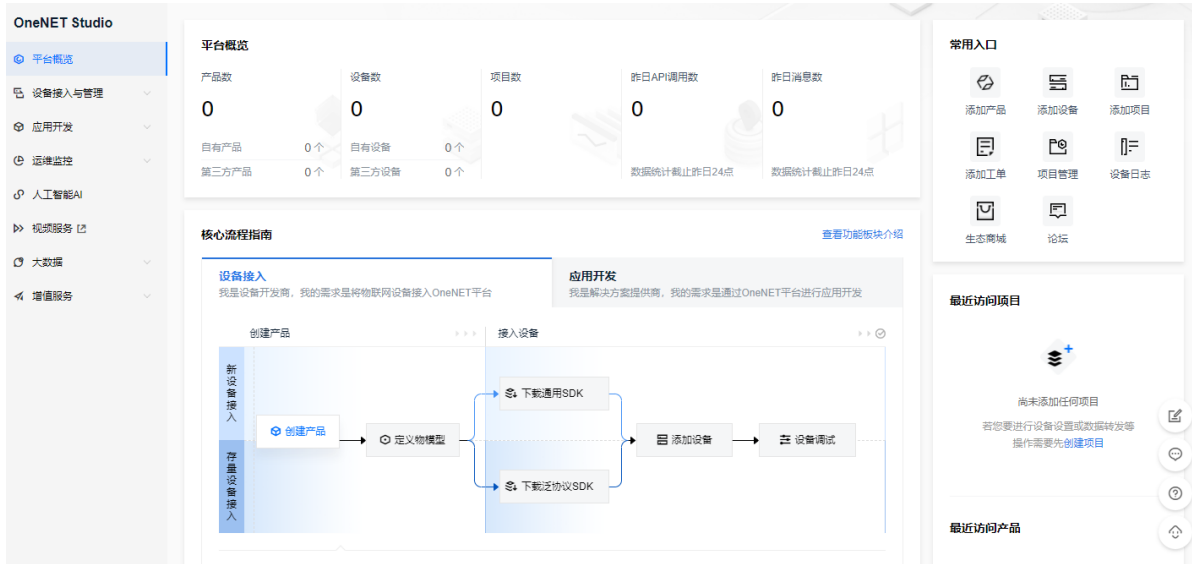 OneNET Studio
平台概览
设备接入与管理
应用开发
运维监控
人工智能AI
视频服务
大数据
增值服务
平台概览
产品数 设备数 项目数 昨日API调用数 昨日消息数
0 0 0 0 0
自有产品 0 个 自有设备 0 个
第三方产品 0 个 第三方设备 0 个 数据统计截止昨日24点 数据统计截止昨日24点
核心流程指南 查看功能板块介绍
设备接入
我是设备开发商，我的需求是将物联网设备接入OneNET平台
应用开发
我是解决方案提供商，我的需求是通过OneNET平台进行应用开发
创建产品 接入设备
新设备接入
存量设备接入
创建产品
定义物模型
下载通用SDK
下载泛协议SDK
添加设备
设备调试
常用入口
添加产品 添加设备 添加项目
添加工单 项目管理 设备日志
生态商城 论坛
最近访问项目
尚未添加任何项目
若您要进行设备设置或数据转发等
操作需要先创建项目
最近访问产品